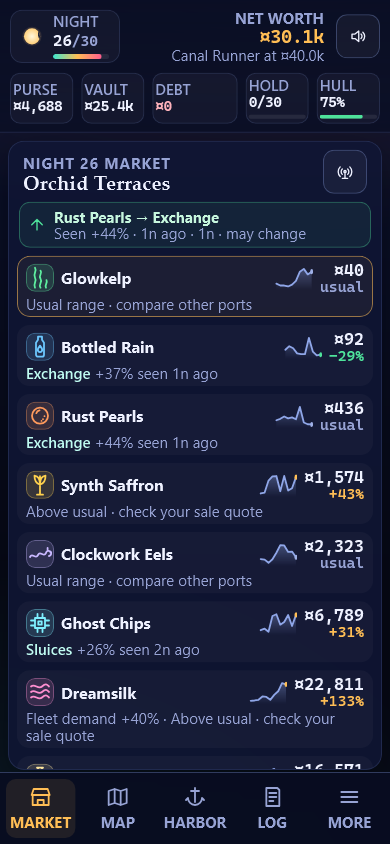 NIGHT
26/30
NET WORTH
¤30.1k
Canal Runner at ¤40.0k
PURSE
¤4,688
VAULT
¤25.4k
DEBT
¤0
HOLD
0/30
HULL
75%
NIGHT 26 MARKET
Orchid Terraces
Rust Pearls → Exchange
Seen +44% · 1n ago · 1n · may change
Glowkelp
¤40
usual
Usual range · compare other ports
Bottled Rain
¤92
−29%
Exchange +37% seen 1n ago
Rust Pearls
¤436
usual
Exchange +44% seen 1n ago
Synth Saffron
¤1,574
+43%
Above usual · check your sale quote
Clockwork Eels
¤2,323
usual
Usual range · compare other ports
Ghost Chips
¤6,789
+31%
Sluices +26% seen 2n ago
Dreamsilk
¤22,811
+133%
Fleet demand +40% · Above usual · check your
sale quote
MARKET
MAP
HARBOR
LOG
MORE